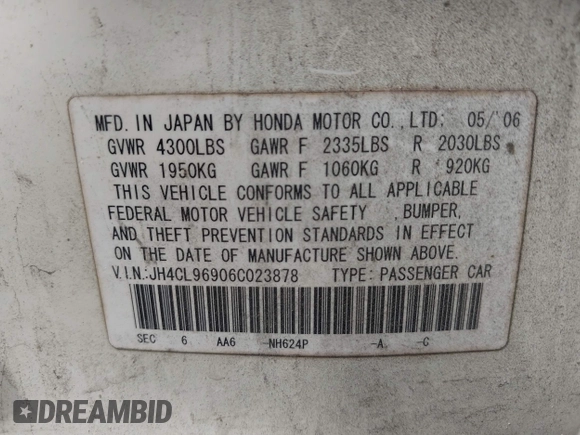 MFD. IN JAPAN BY HONDA MOTOR CO., LTD: 05/'06
GVWR 4300LBS GAWR F 2335LBS R 2030LBS
GVWR 1950KG GAWR F 1060KG R 920KG
THIS VEHICLE CONFORMS TO ALL APPLICABLE
FEDERAL MOTOR VEHICLE SAFETY , BUMPER,
AND THEFT PREVENTION STANDARDS IN EFFECT
ON THE DATE OF MANUFACTURE SHOWN ABOVE.
V.I.N:JH4CL96906C023878 TYPE: PASSENGER CAR
SEC 6 AA6 -NH624P -A -C
DREAMBID